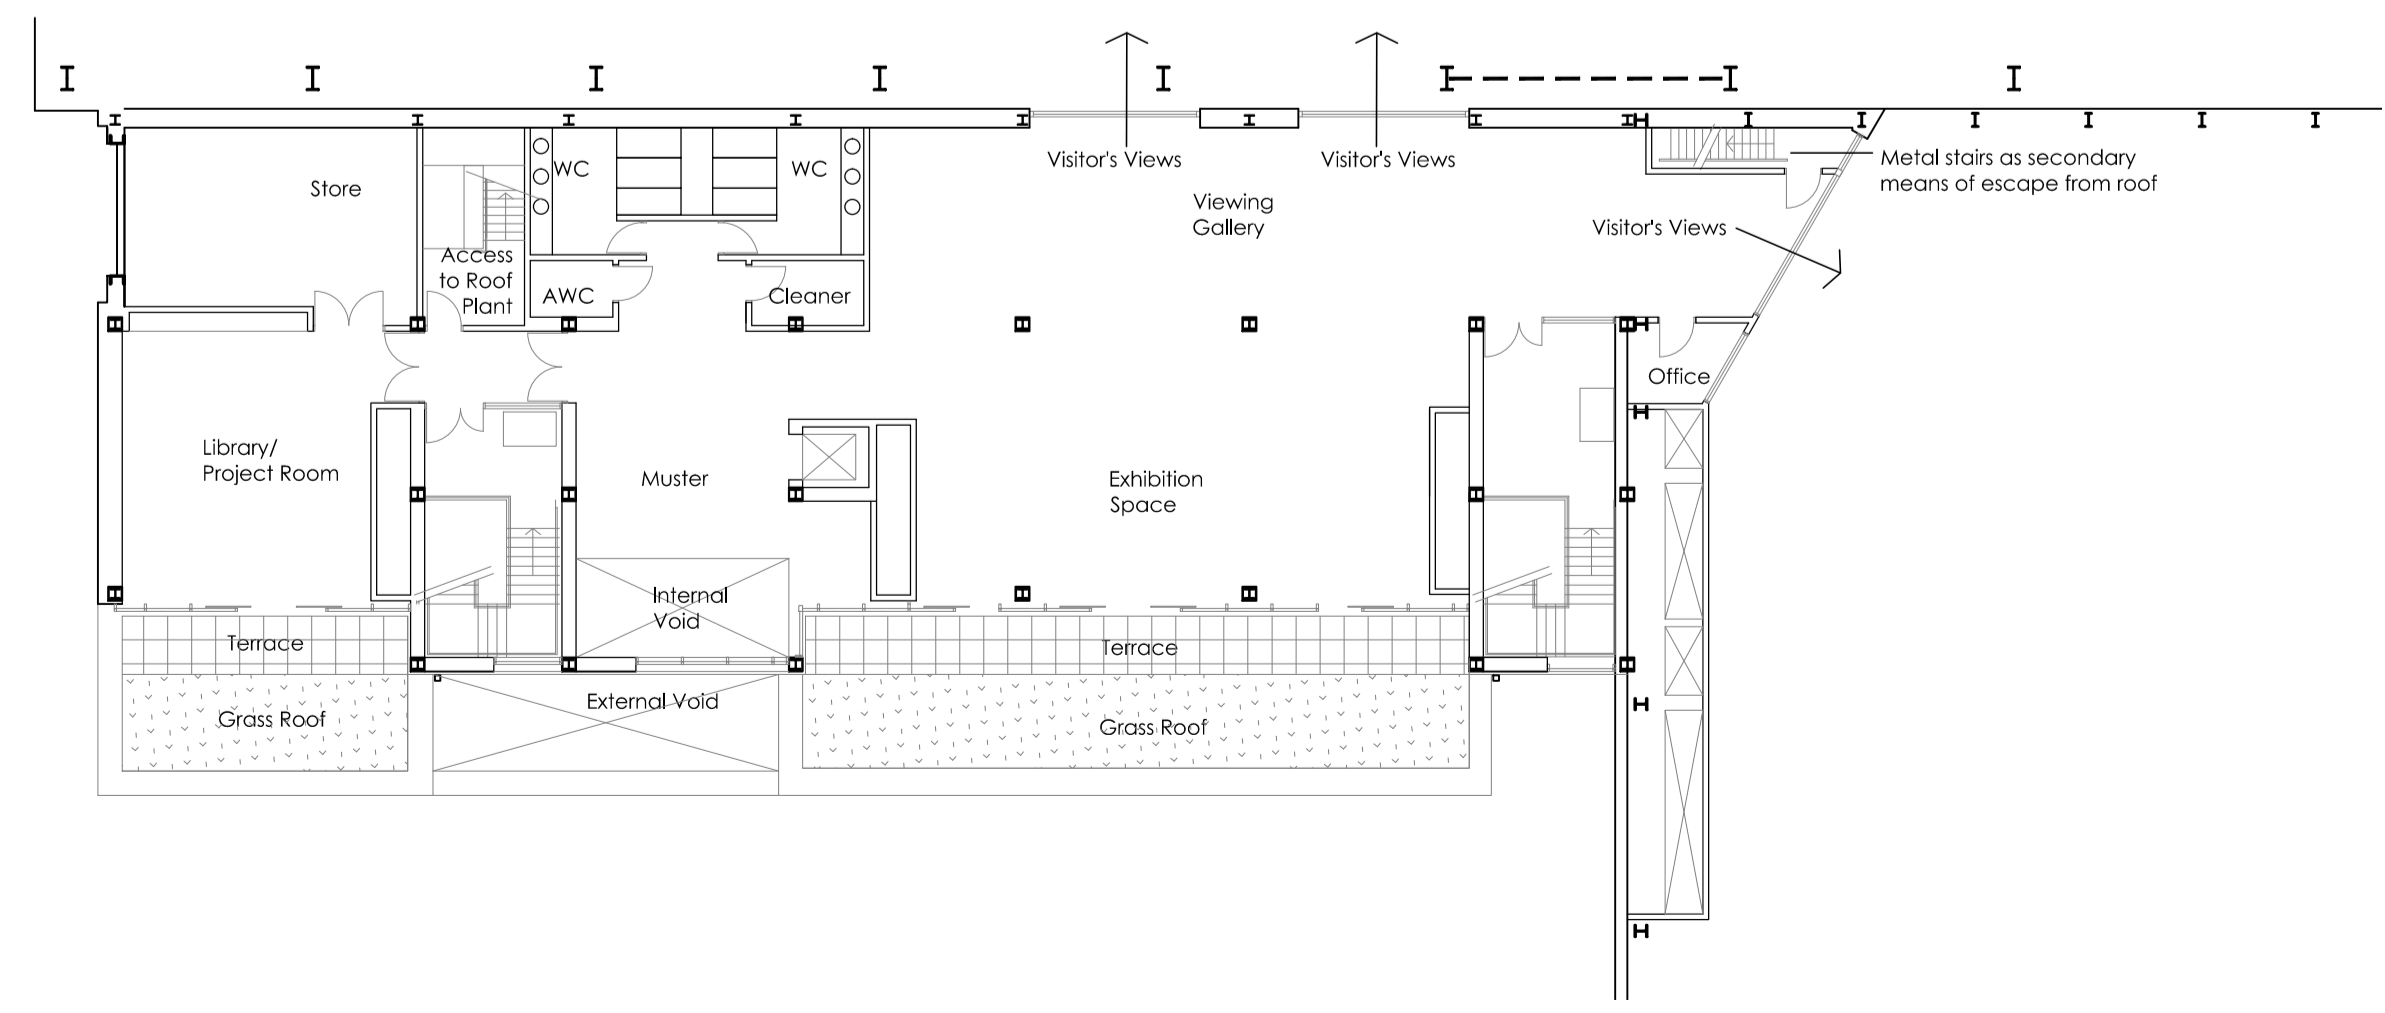 Visitor's Views
Visitor's Views
Metal stairs as secondary
means of escape from roof
WC
WC
Store
Viewing
Gallery
Visitor's Views
Access
to Roof
Plant
AWC
Cleaner
Office
Library/
Project Room
Muster
Exhibition
Space
Internal
Void
Terrace
Terrace
External Void
Grass Roof
Grass Roof